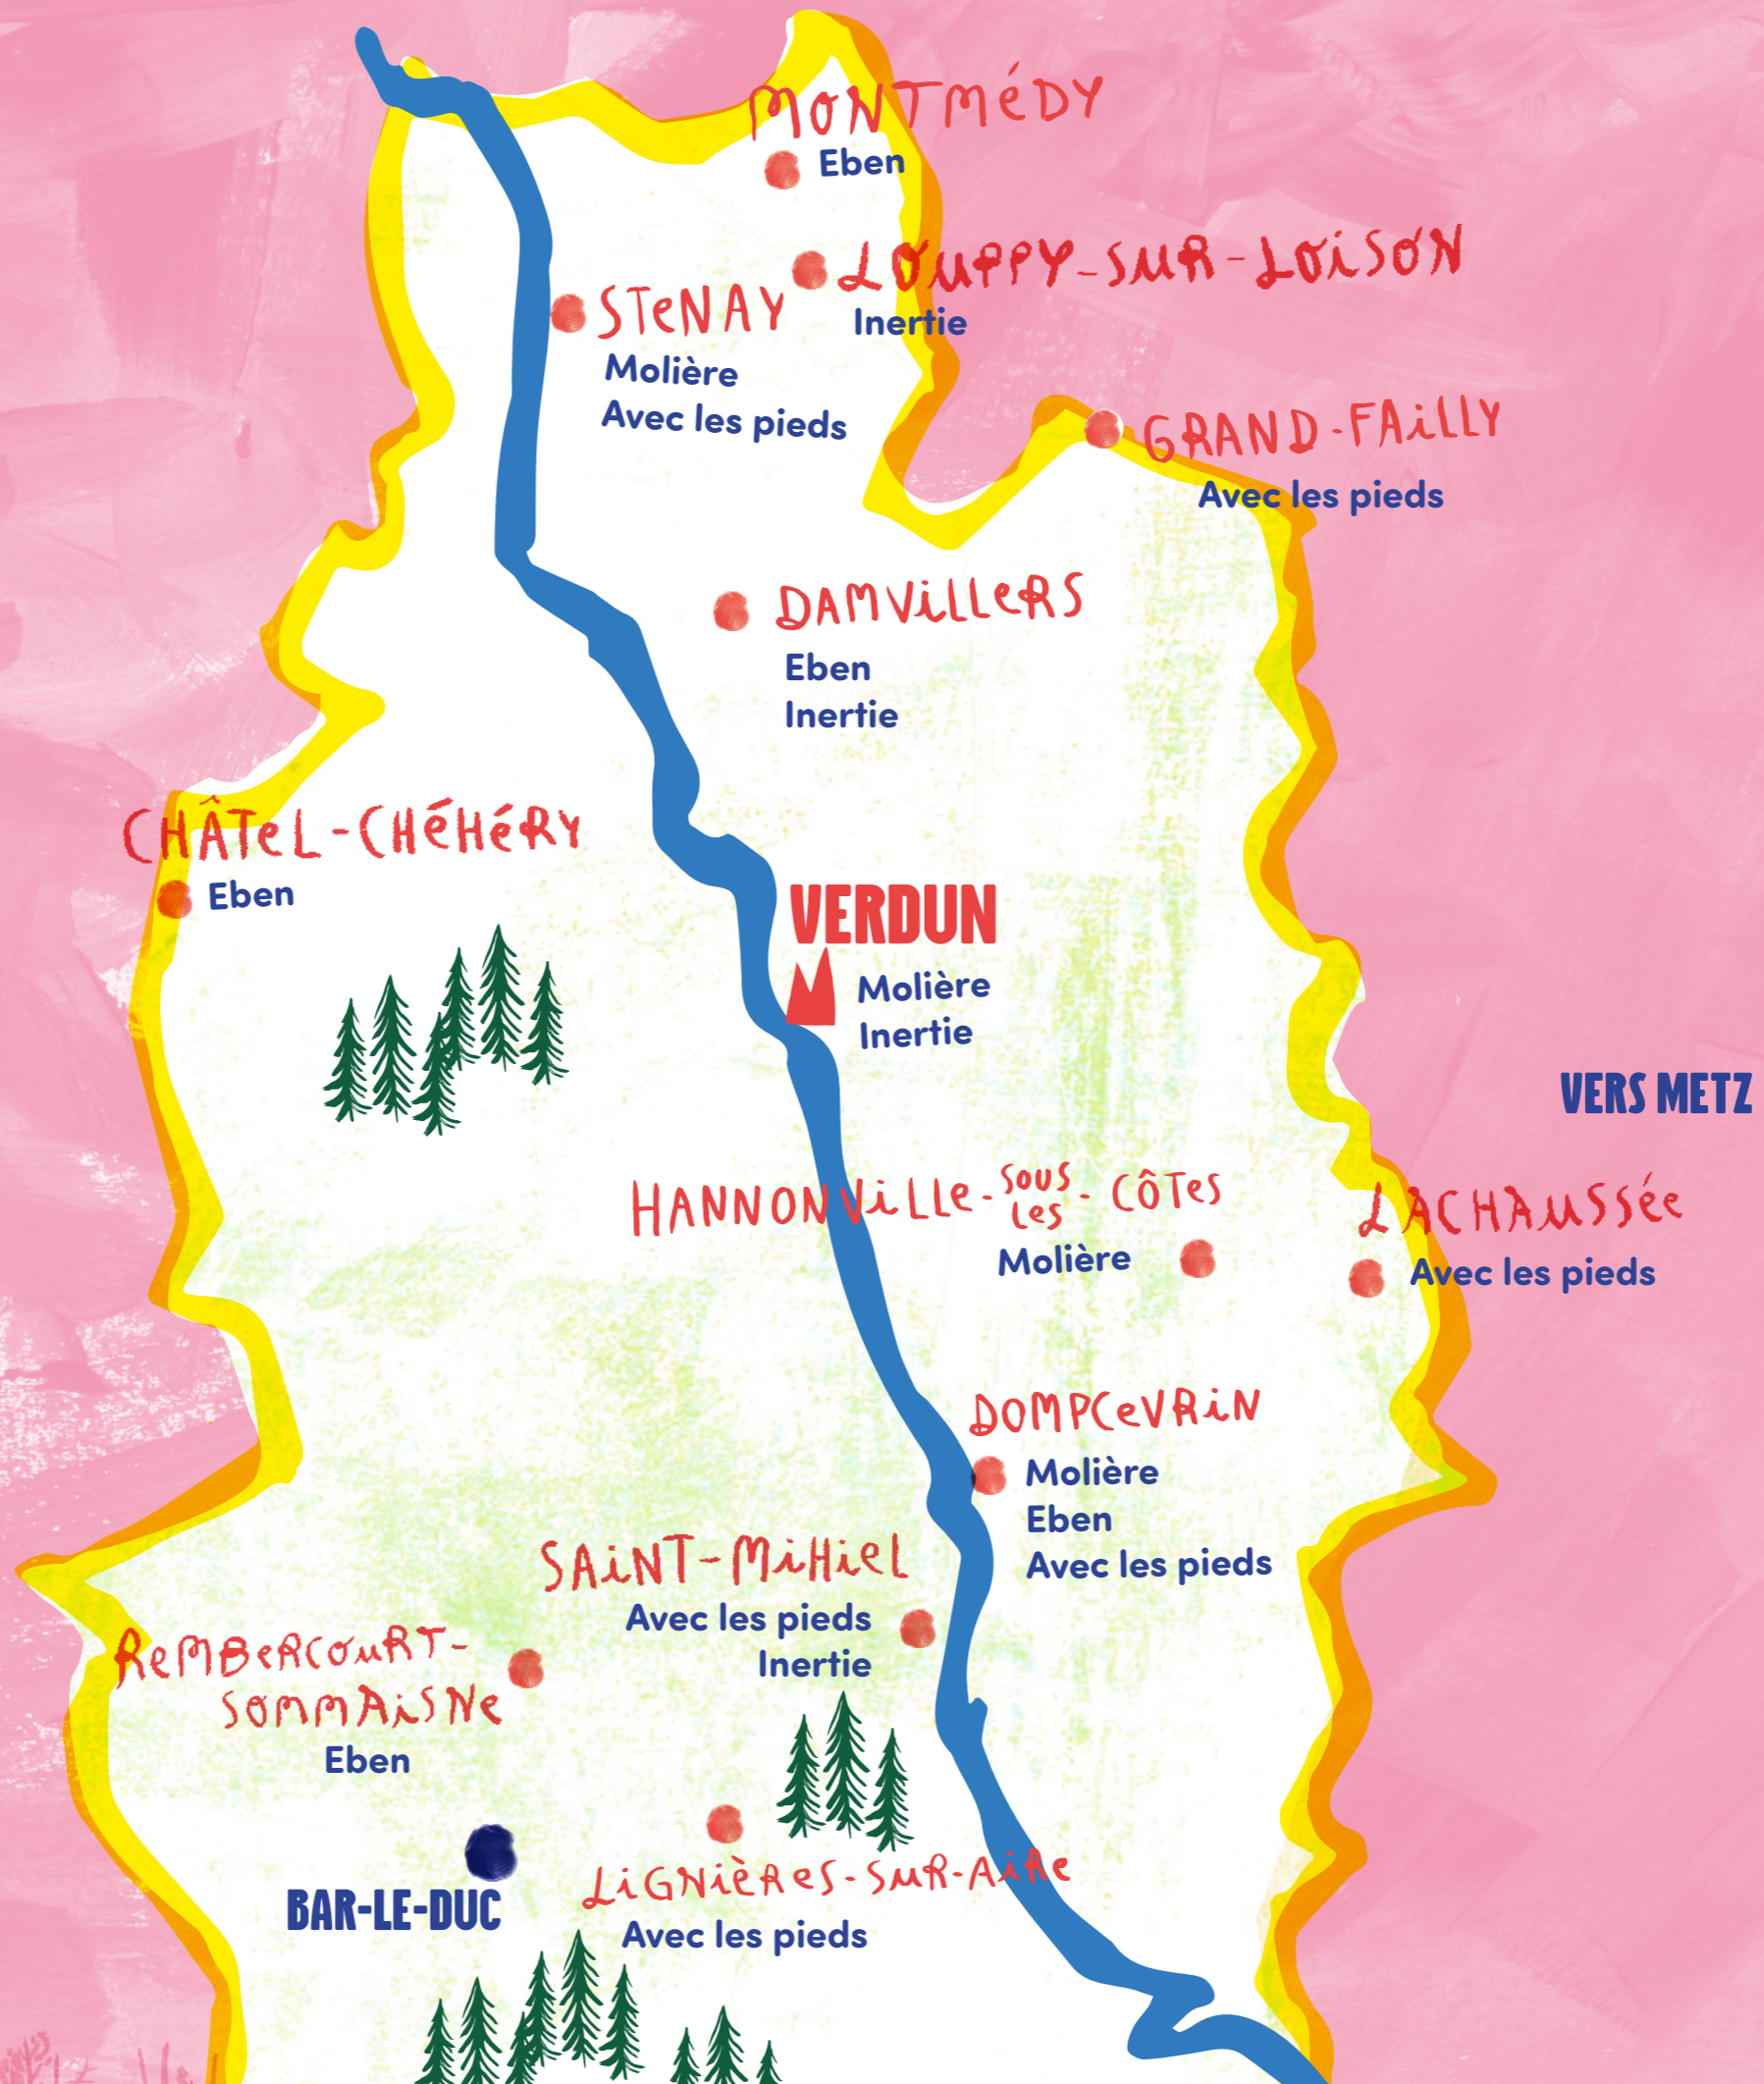 MONTMÉDY
Eben
LOUPPY-SUR-LOISON
Inertie
STENAY
Molière
Avec les pieds
GRAND-FAILLY
Avec les pieds
DAMVILLERS
Eben
Inertie
CHÂTEL-CHÉHÉRY
Eben
VERDUN
Molière
Inertie
VERS METZ
HANNONVILLE-SOUS-LES-CÔTES
Molière
LACHAUSSÉE
Avec les pieds
DOMPCEVRIN
Molière
Eben
Avec les pieds
SAINT-MIHIEL
Avec les pieds
Inertie
REMBERCOURT-
SOMMAISNE
Eben
BAR-LE-DUC
LIGNIÈRES-SUR-AIRE
Avec les pieds